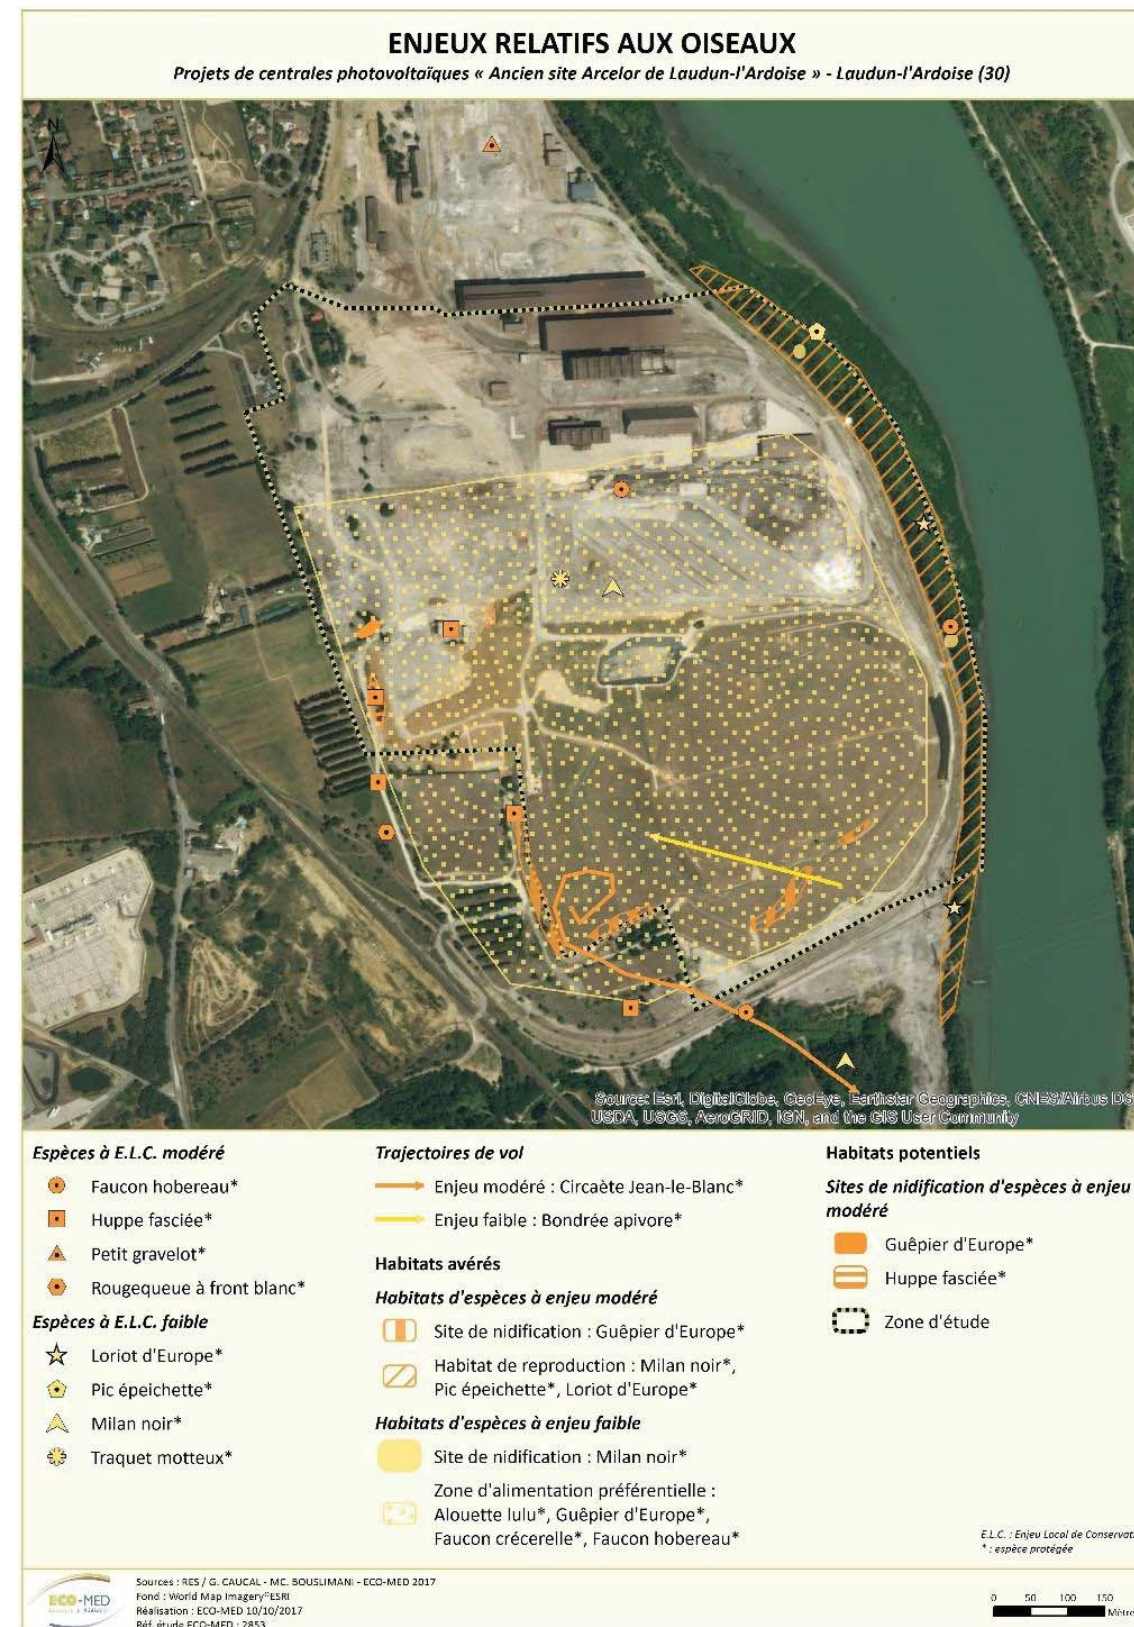 ENJEUX RELATIFS AUX OISEAUX
Projets de centrales photovoltaïques « Ancien site Arcelor de Laudun-l'Ardoise » - Laudun-l'Ardoise (30)
N
Source: Esri, DigitalGlobe, GeoEye, Earthstar Geographics, CNES/Airbus DS
USDA, USGS, AeroGRID, IGN, and the GIS User Community
Espèces à E.L.C. modéré
Faucon hobereau*
Huppe fasciée*
Petit gravelot*
Rougequeue à front blanc*
Espèces à E.L.C. faible
Loriot d'Europe*
Pic épeichette*
Milan noir*
Traquet motteux*
Trajectoires de vol
Enjeu modéré : Circaète Jean-le-Blanc*
Enjeu faible : Bondrée apivore*
Habitats avérés
Habitats d'espèces à enjeu modéré
Site de nidification : Guêpier d'Europe*
Habitat de reproduction : Milan noir*,
Pic épeichette*, Loriot d'Europe*
Habitats d'espèces à enjeu faible
Site de nidification : Milan noir*
Zone d'alimentation préférentielle :
Alouette lulu*, Guêpier d'Europe*,
Faucon crécerelle*, Faucon hobereau*
Habitats potentiels
Sites de nidification d'espèces à enjeu
modéré
Guêpier d'Europe*
Huppe fasciée*
Zone d'étude
E.L.C. : Enjeu Local de Conservat
* : espèce protégée
ECO-MED
Sources : RES / G. CAUCAL - MC. BOUSLIMANI - ECO-MED 2017
Fond : World Map Imagery©ESRI
Réalisation : ECO-MED 10/10/2017
Réf. étude ECO-MED : 2853
0 50 100 150
Mètre